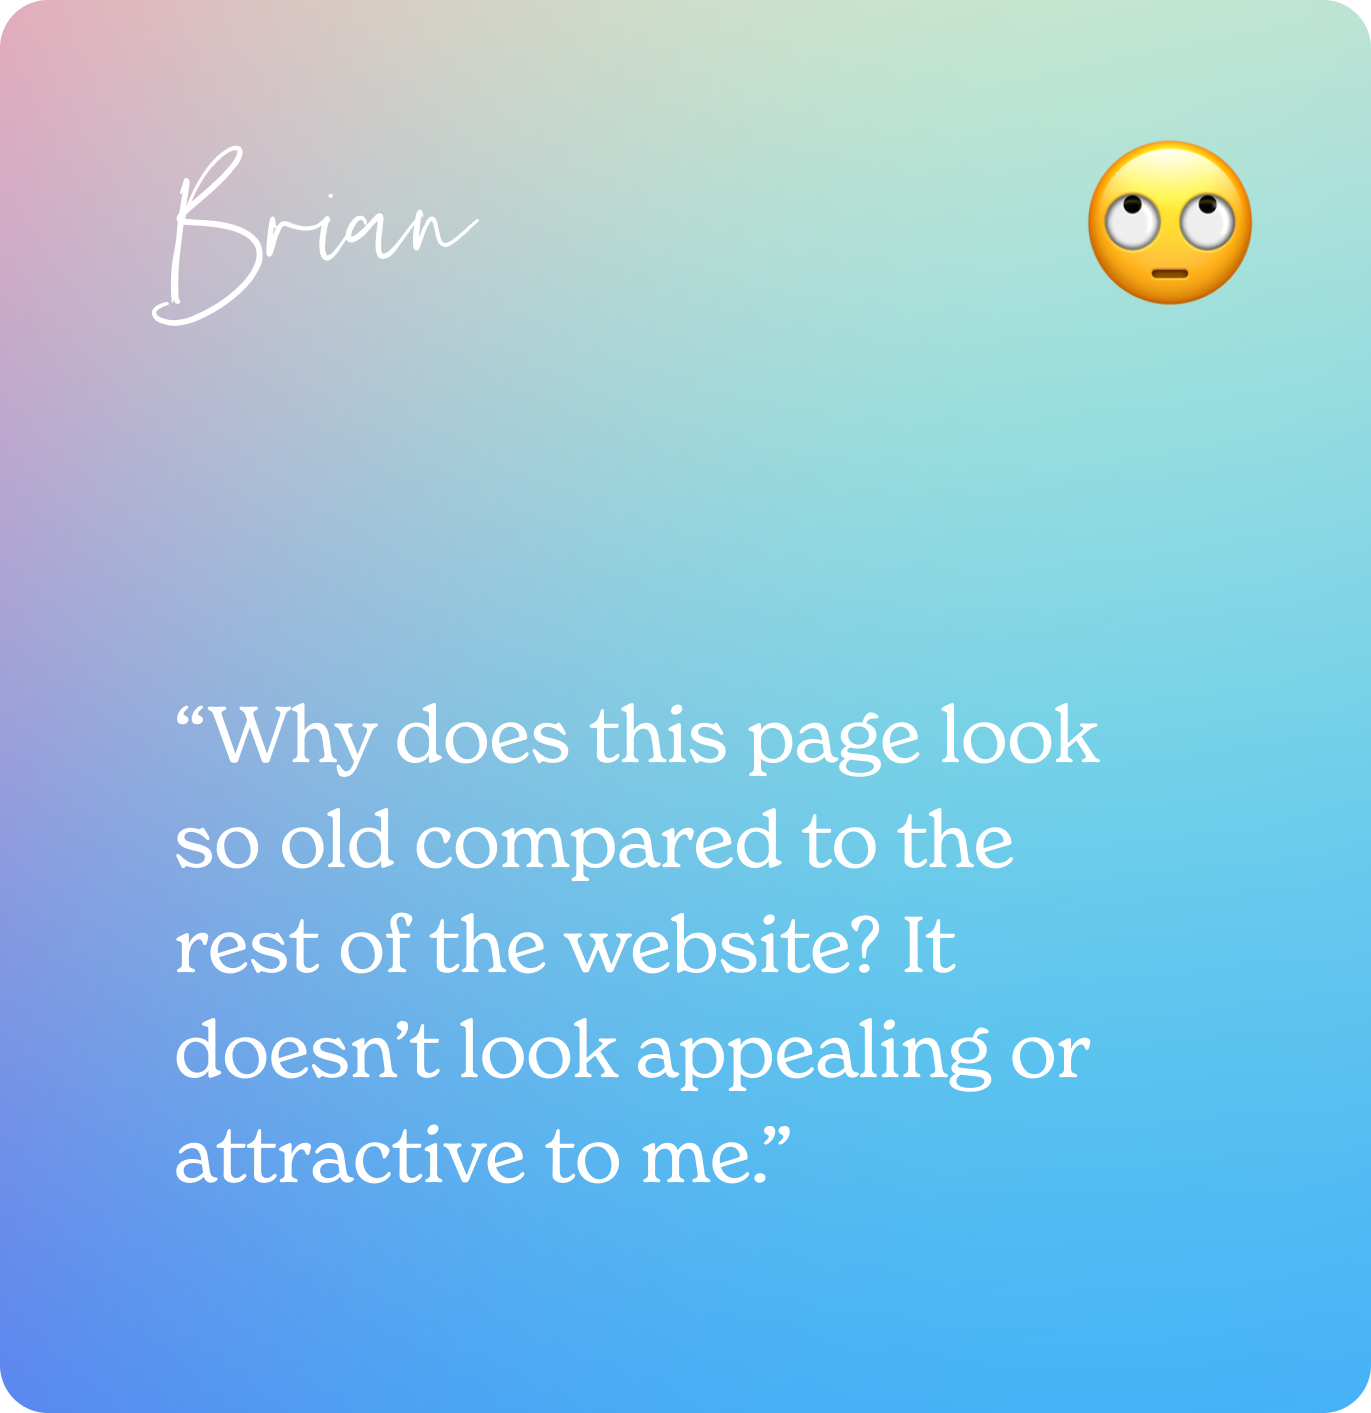 Brian
“Why does this page look
so old compared to the
rest of the website? It
doesn’t look appealing or
attractive to me.”